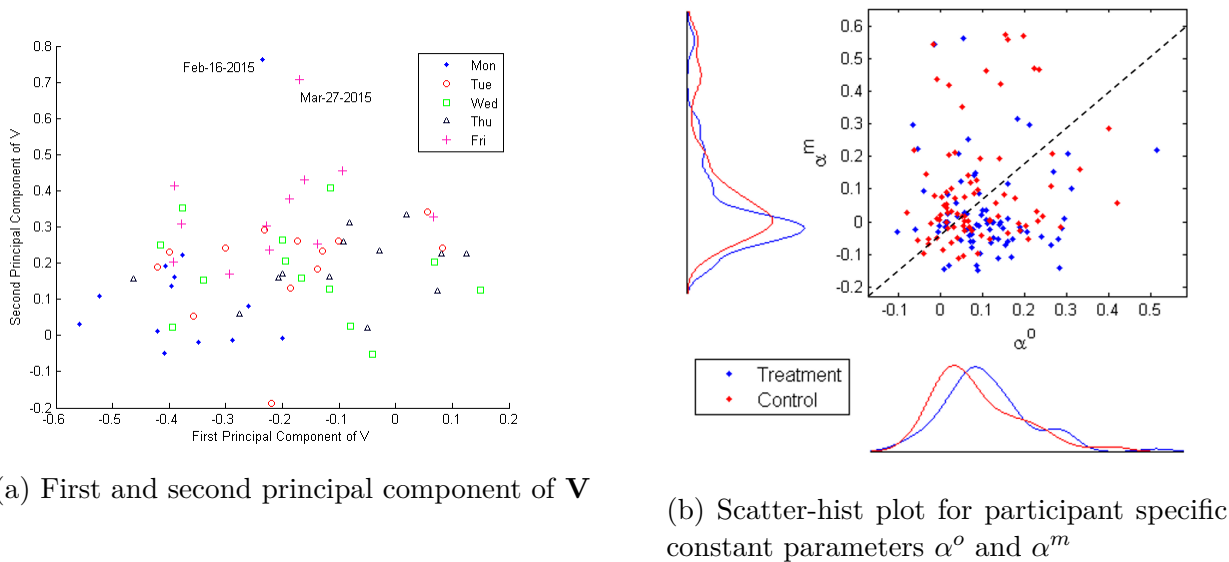 0.8
0.7
0.6
0.5
0.4
0.3
0.2
0.1
0
-0.1
-0.2
Second Principal Component of V
Feb-16-2015
Mar-27-2015
Mon
Tue
Wed
Thu
Fri
-0.6 -0.5 -0.4 -0.3 -0.2 -0.1 0 0.1 0.2
First Principal Component of V
(a) First and second principal component of V
0.6
0.5
0.4
0.3
0.2
0.1
0
-0.1
-0.2
α^m
-0.1 0 0.1 0.2 0.3 0.4 0.5
α^o
Treatment
Control
(b) Scatter-hist plot for participant specific
constant parameters α^o and α^m